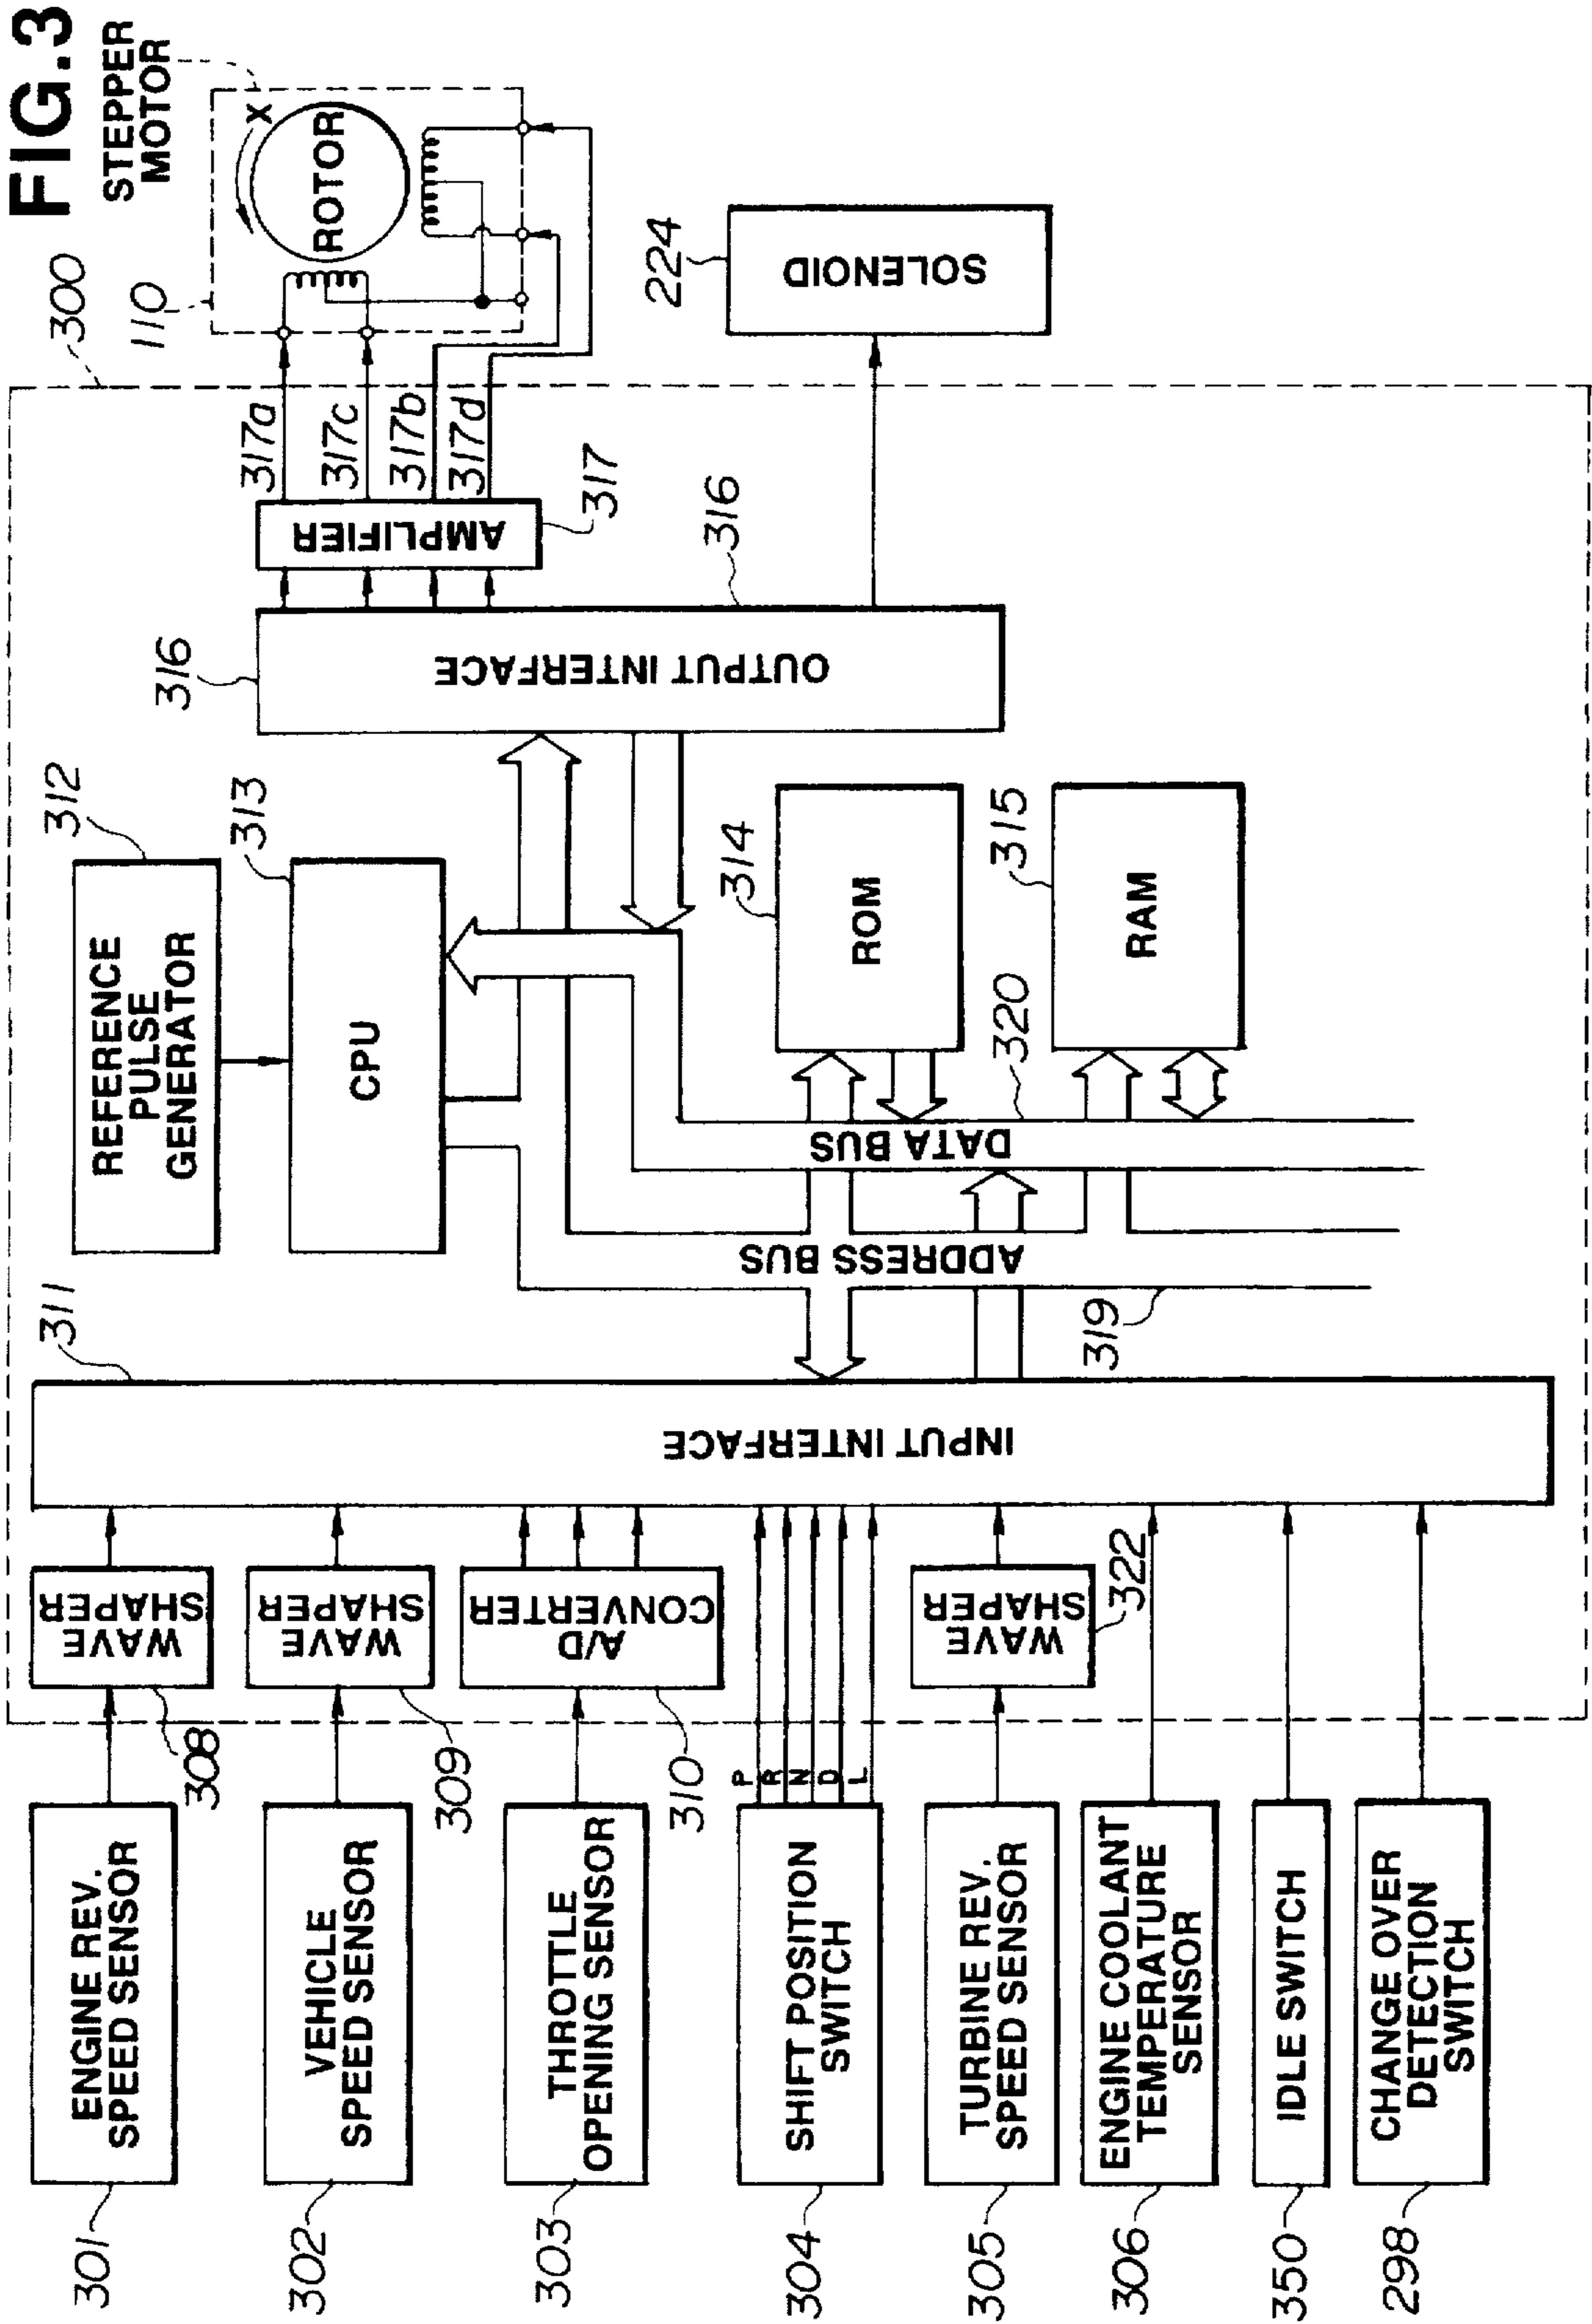 FIG.3
301
ENGINE REV.
SPEED SENSOR
308
WAVE
SHAPER
302
VEHICLE
SPEED SENSOR
309
WAVE
SHAPER
303
THROTTLE
OPENING SENSOR
310
A/D
CONVERTER
304
SHIFT POSITION
SWITCH
P
R
N
D
L
305
TURBINE REV.
SPEED SENSOR
WAVE
SHAPER
322
306
ENGINE COOLANT
TEMPERATURE
SENSOR
350
IDLE SWITCH
298
CHANGE OVER
DETECTION
SWITCH
311
INPUT INTERFACE
312
REFERENCE
PULSE
GENERATOR
313
CPU
ADDRESS BUS
319
DATA BUS
320
314
ROM
315
RAM
316
OUTPUT INTERFACE
316
AMPLIFIER
317
317a
317c
317b
317d
300
110
STEPPER
MOTOR
X
ROTOR
224
SOLENOID